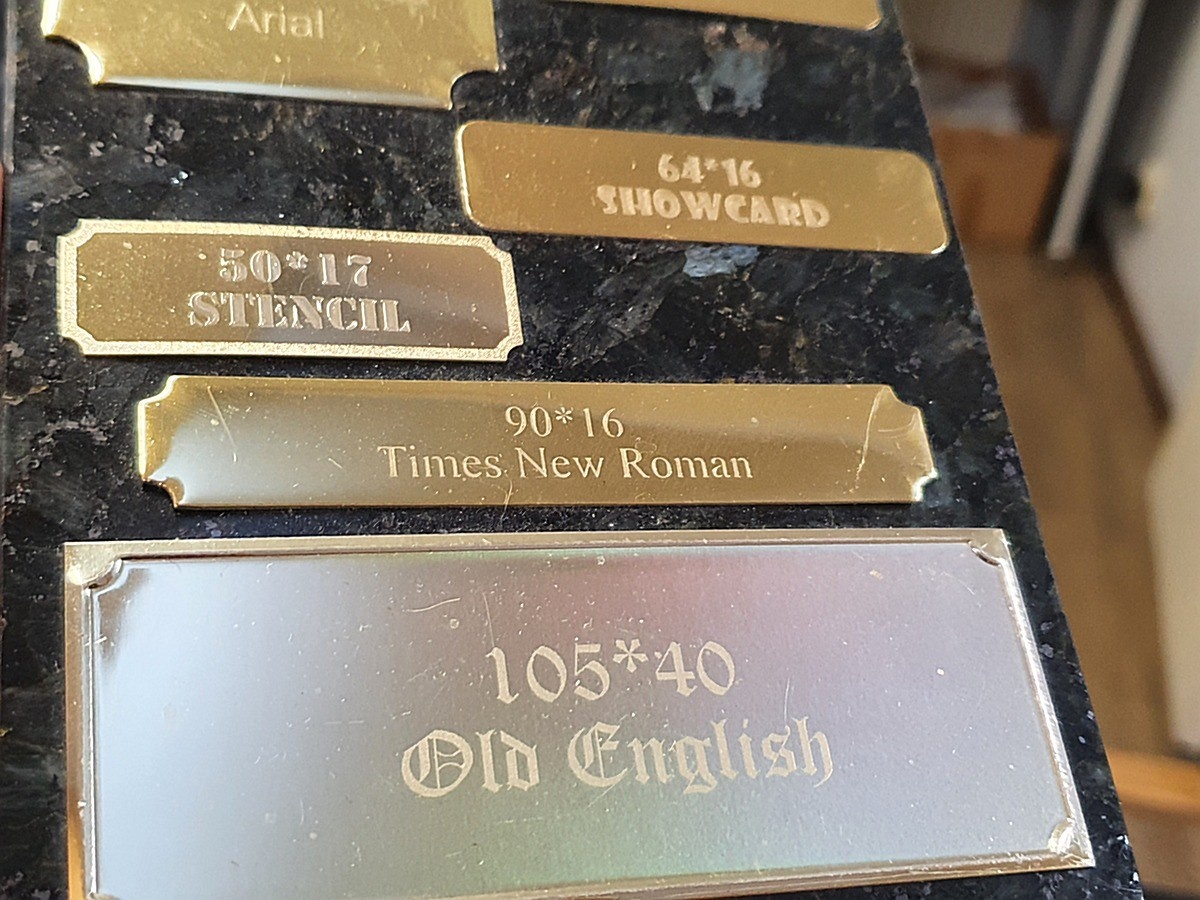 Arial
64*16
SHOWCARD
50*17
STENCIL
90*16
Times New Roman
105*40
Old English